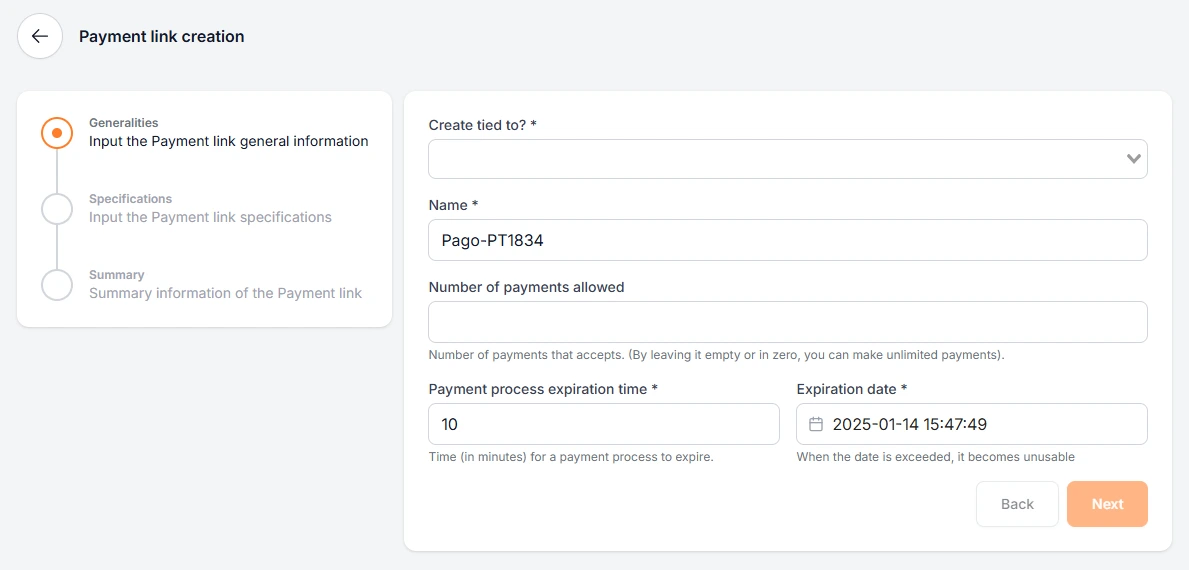 Payment link creation
Generalities
Input the Payment link general information
Specifications
Input the Payment link specifications
Summary
Summary information of the Payment link
Create tied to? *
Name *
Pago-PT1834
Number of payments allowed
Number of payments that accepts. (By leaving it empty or in zero, you can make unlimited payments).
Payment process expiration time *
10
Time (in minutes) for a payment process to expire.
Expiration date *
2025-01-14 15:47:49
When the date is exceeded, it becomes unusable
Back
Next